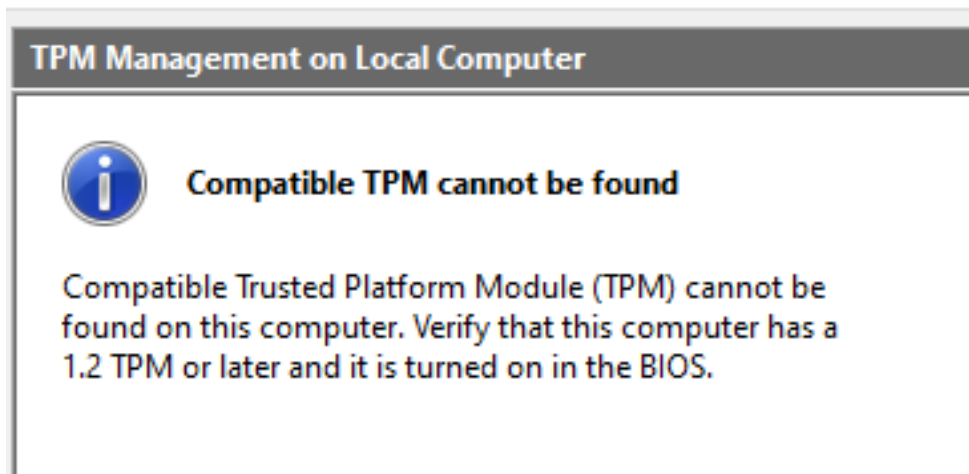 TPM Management on Local Computer
Compatible TPM cannot be found
Compatible Trusted Platform Module (TPM) cannot be
found on this computer. Verify that this computer has a
1.2 TPM or later and it is turned on in the BIOS.